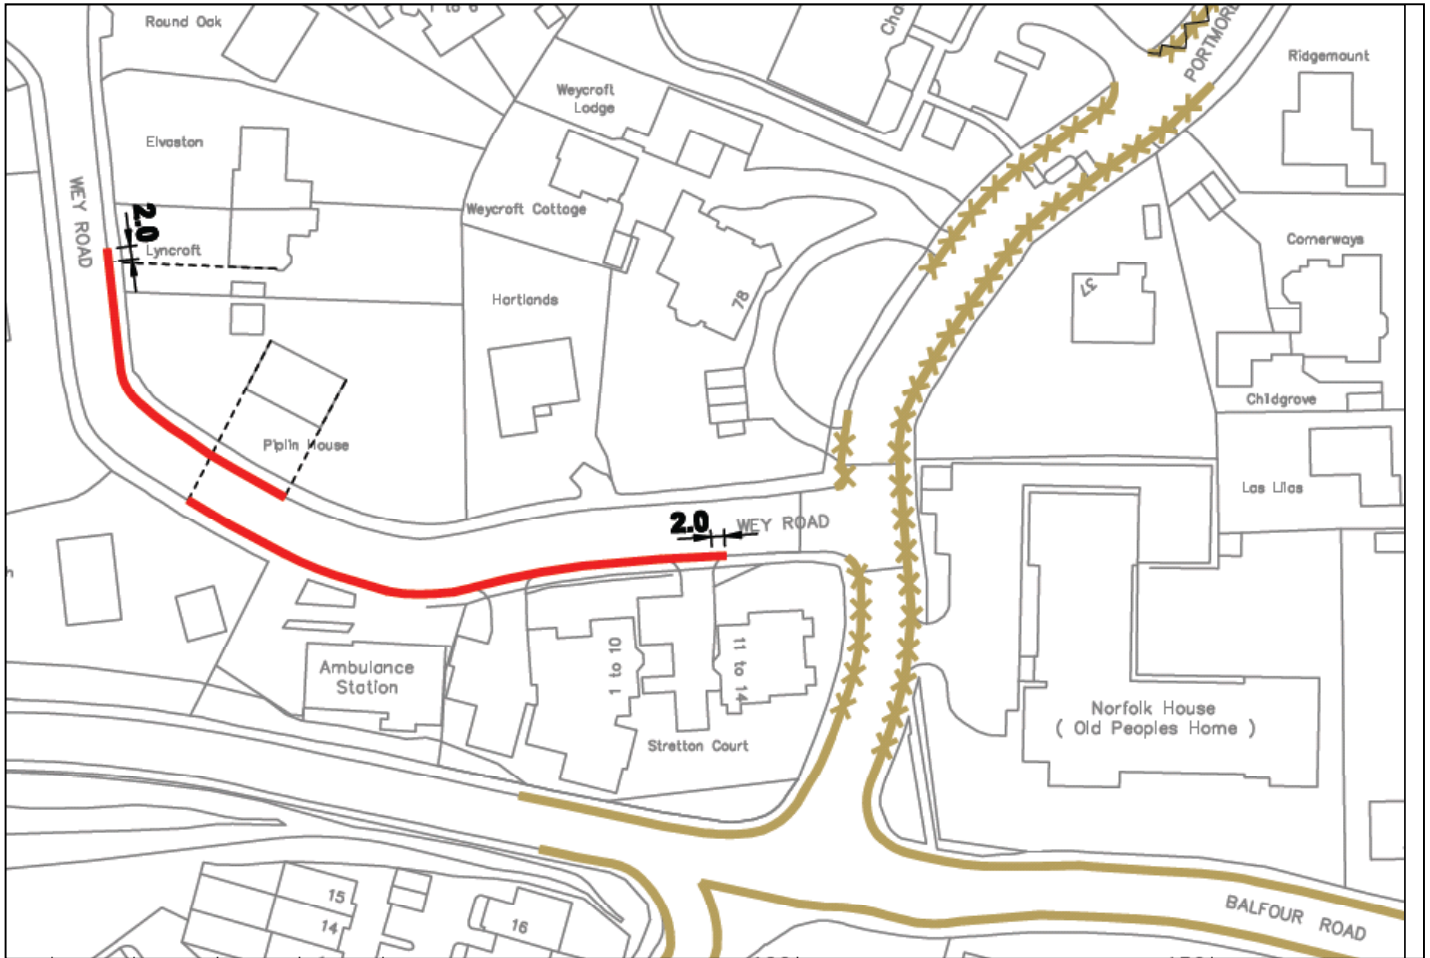 Round Oak
Cha
PORTMORE
Ridgemount
Weycroft
Lodge
Elvaston
WEY ROAD
2.0
Lyncroft
Weycroft Cottage
Hartlands
78
37
Cornerways
Childgrove
Piplin House
Las Lilas
2.0
WEY ROAD
Ambulance
Station
1 to 10
11 to 14
Stretton Court
Norfolk House
( Old Peoples Home )
15
14
16
BALFOUR ROAD